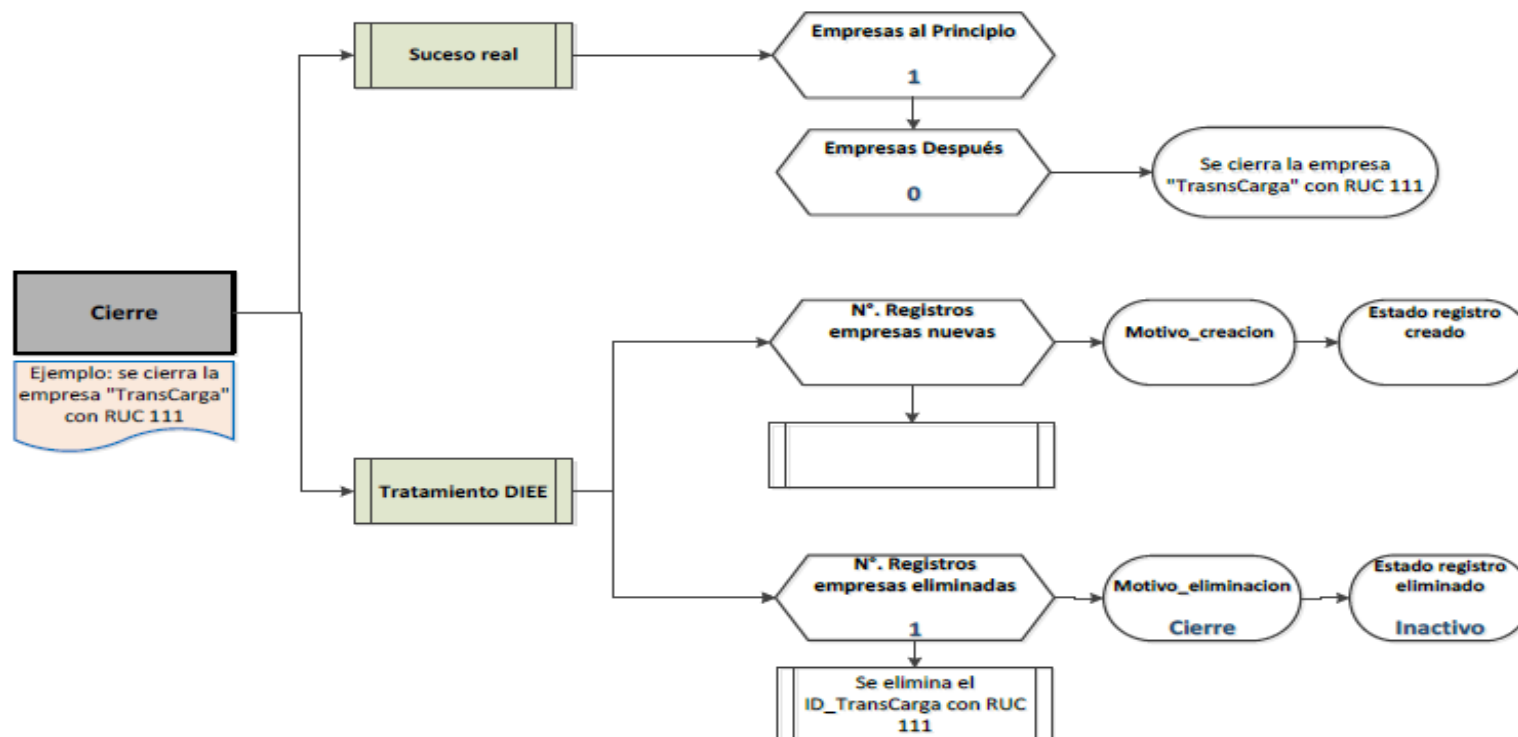 Suceso real
Empresas al Principio
1
Empresas Después
0
Se cierra la empresa
"TrasnsCarga" con RUC 111
Cierre
Ejemplo: se cierra la
empresa "TransCarga"
con RUC 111
Tratamiento DIEE
N°. Registros
empresas nuevas
Motivo_creacion
Estado registro
creado
N°. Registros
empresas eliminadas
1
Motivo_eliminacion
Cierre
Estado registro
eliminado
Inactivo
Se elimina el
ID_TransCarga con RUC
111